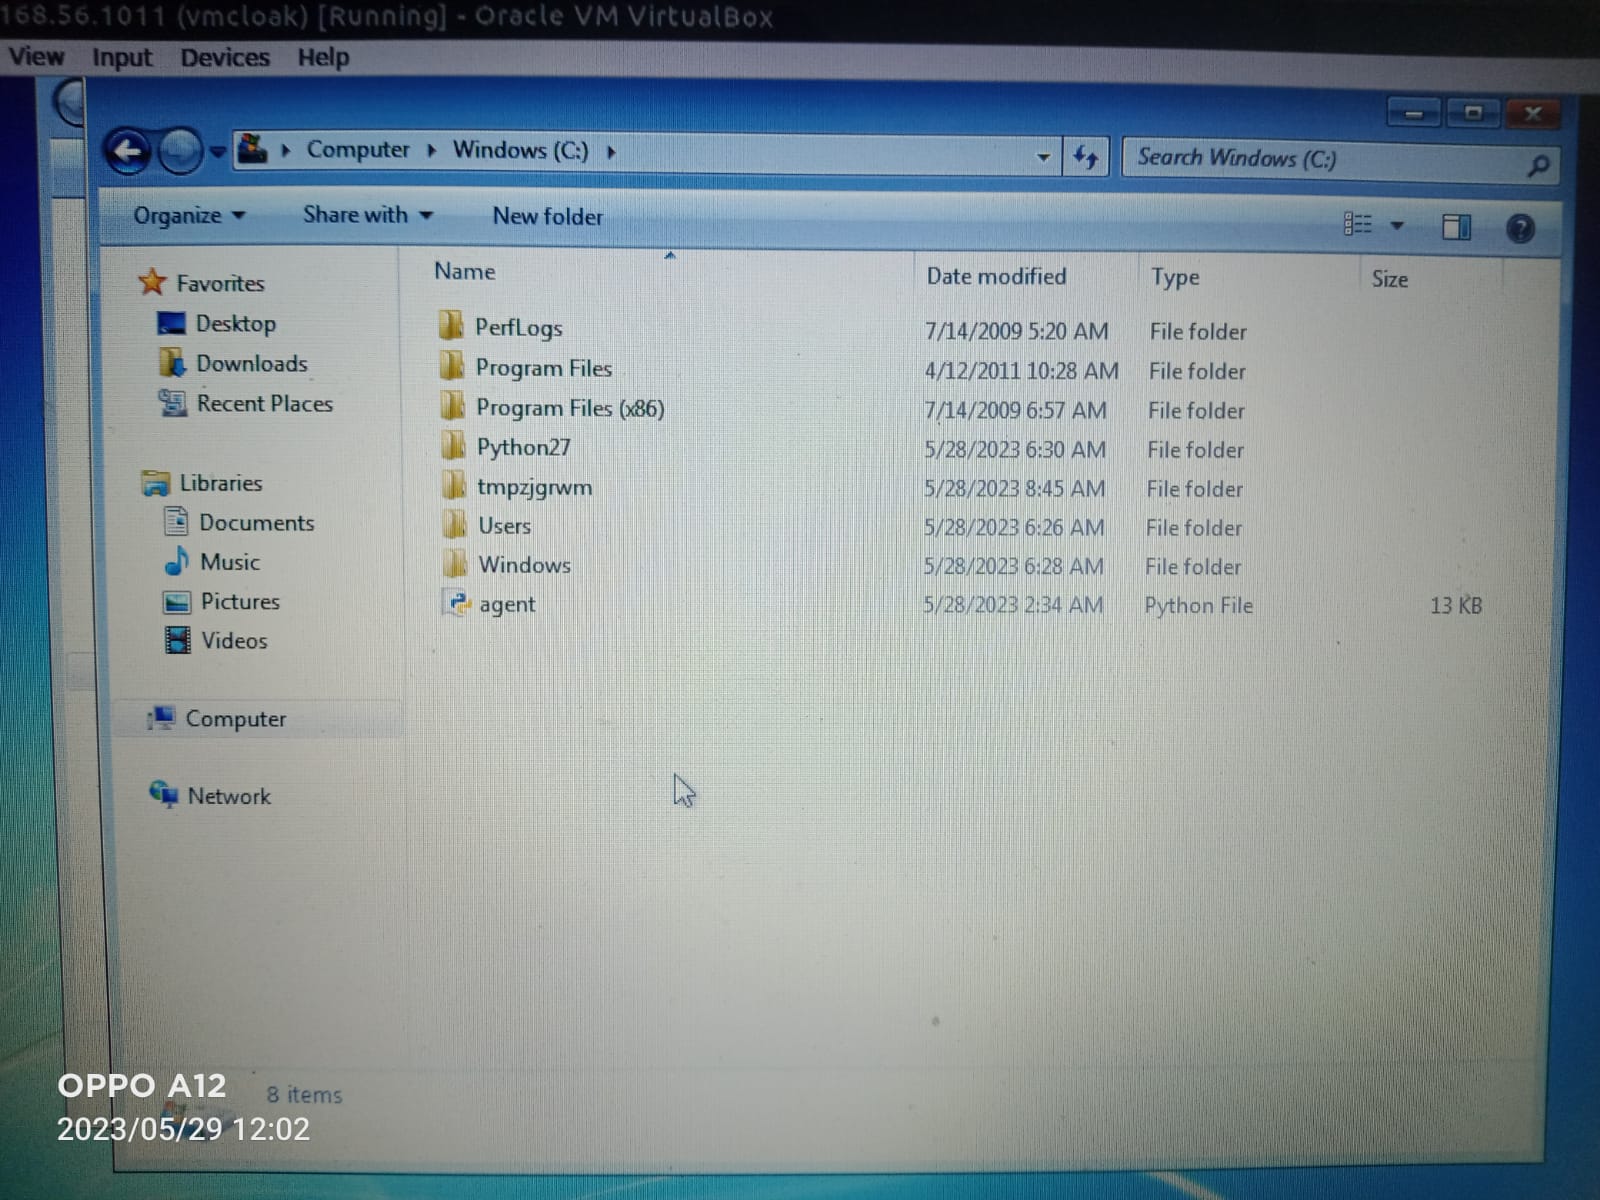 168.56.1011 (vmcloak) [Running] - Oracle VM VirtualBox
View Input Devices Help
Computer Windows (C:) Search Windows (C:)
Organize Share with New folder
Name Date modified Type Size
Favorites
Desktop
Downloads
Recent Places
Libraries
Documents
Music
Pictures
Videos
Computer
Network
PerfLogs 7/14/2009 5:20 AM File folder
Program Files 4/12/2011 10:28 AM File folder
Program Files (x86) 7/14/2009 6:57 AM File folder
Python27 5/28/2023 6:30 AM File folder
tmpzjgrwm 5/28/2023 8:45 AM File folder
Users 5/28/2023 6:26 AM File folder
Windows 5/28/2023 6:28 AM File folder
agent 5/28/2023 2:34 AM Python File 13 KB
8 items
OPPO A12
2023/05/29 12:02